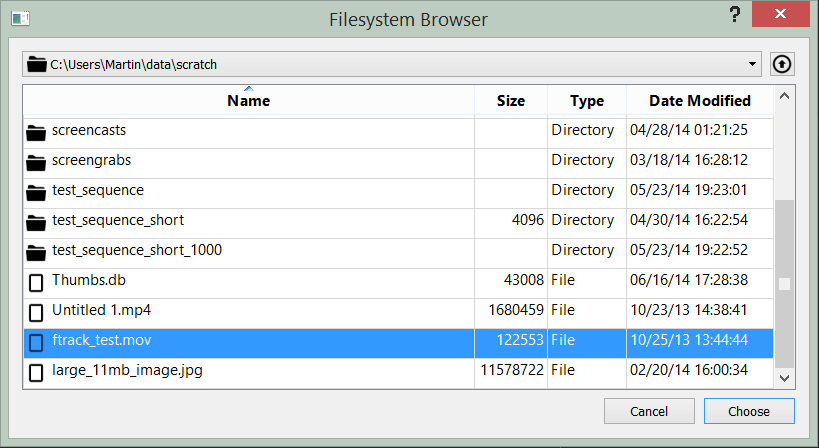 Filesystem Browser
?
C:\Users\Martin\data\scratch
Name Size Type Date Modified
screencasts Directory 04/28/14 01:21:25
screengrabs Directory 03/18/14 16:28:12
test_sequence Directory 05/23/14 19:23:01
test_sequence_short 4096 Directory 04/30/14 16:22:54
test_sequence_short_1000 Directory 05/23/14 19:22:52
Thumbs.db 43008 File 06/16/14 17:28:38
Untitled 1.mp4 1680459 File 10/23/13 14:38:41
ftrack_test.mov 122553 File 10/25/13 13:44:44
large_11mb_image.jpg 11578722 File 02/20/14 16:00:34
Cancel Choose